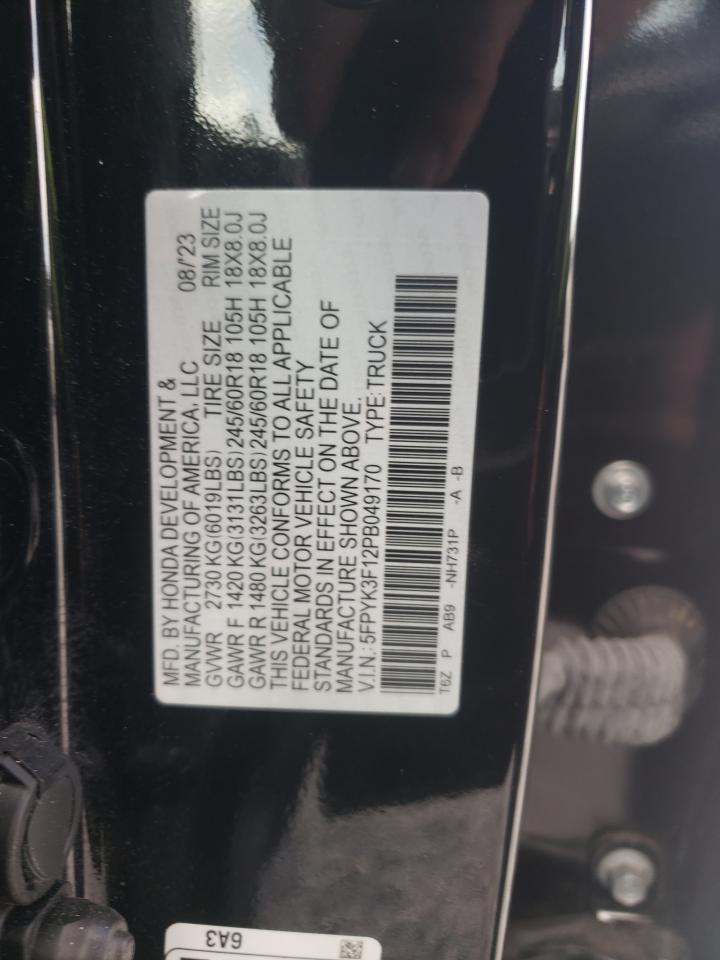 MFD. BY HONDA DEVELOPMENT &
MANUFACTURING OF AMERICA, LLC 08/'23
GVWR 2730 KG(6019LBS) TIRE SIZE RIM SIZE
GAWR F 1420 KG(3131LBS) 245/60R18 105H 18X8.0J
GAWR R 1480 KG(3263LBS) 245/60R18 105H 18X8.0J
THIS VEHICLE CONFORMS TO ALL APPLICABLE
FEDERAL MOTOR VEHICLE SAFETY
STANDARDS IN EFFECT ON THE DATE OF
MANUFACTURE SHOWN ABOVE.
V.I.N.: 5FPYK3F12PB049170 TYPE: TRUCK
T6Z P AB9 -NH731P -A -B
6A3